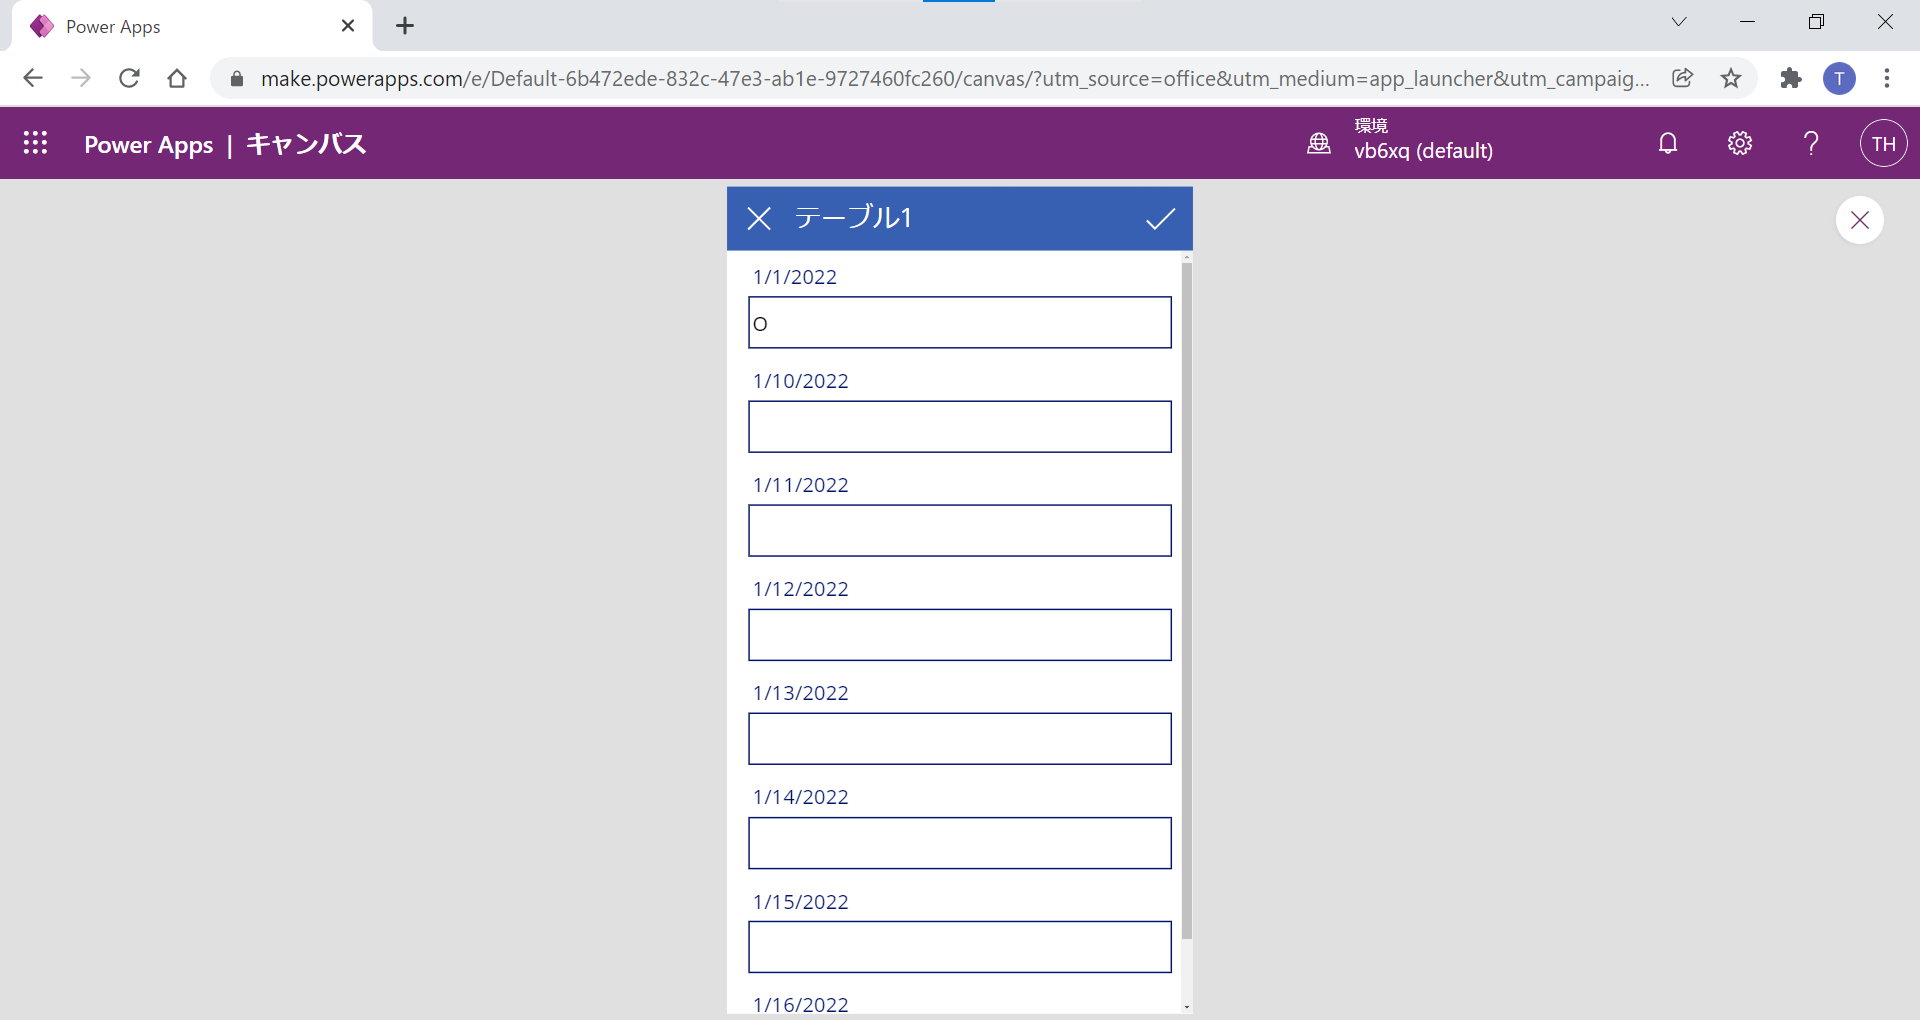 Power Apps
make.powerapps.com/e/Default-6b472ede-832c-47e3-ab1e-9727460fc260/canvas/?utm_source=office&utm_medium=app_launcher&utm_campaig...
T
Power Apps | キャンバス
環境
vb6xq (default)
TH
テーブル1
1/1/2022
O
1/10/2022
1/11/2022
1/12/2022
1/13/2022
1/14/2022
1/15/2022
1/16/2022